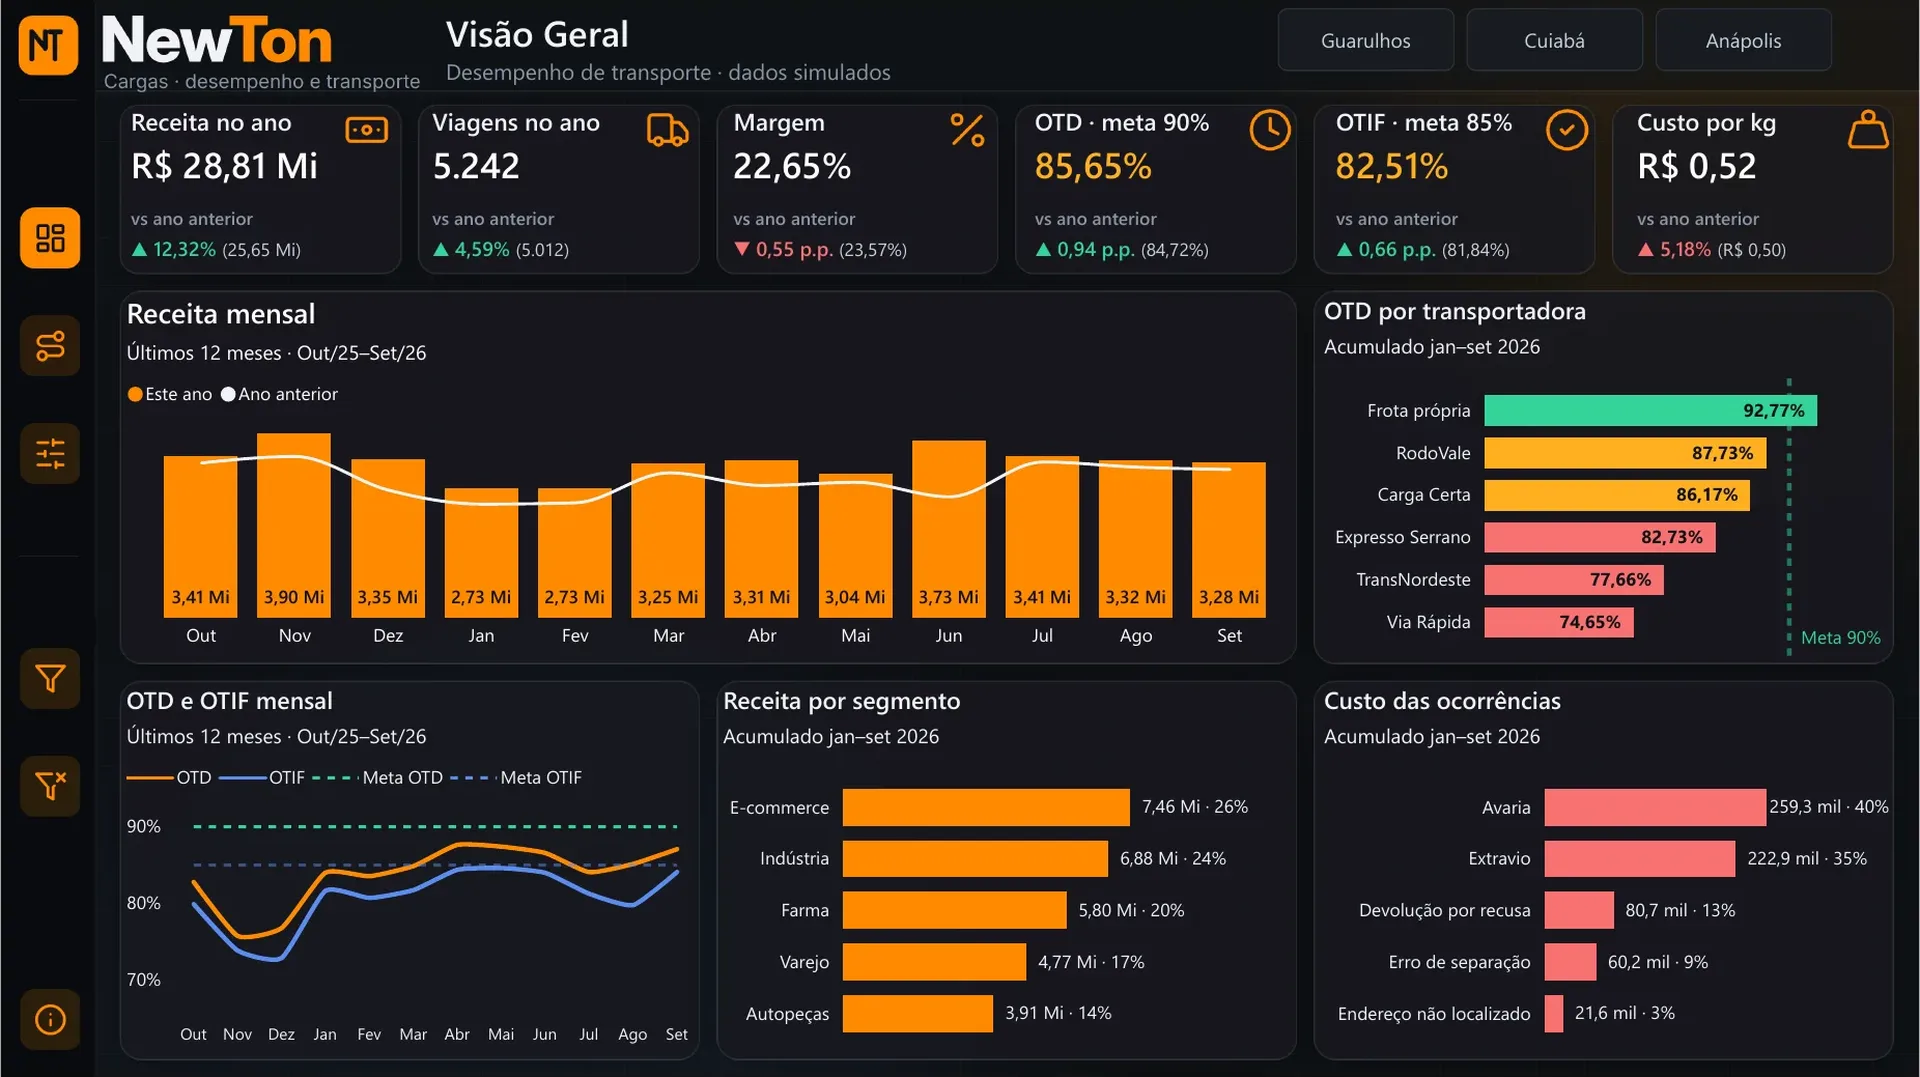 NT
NewTon
Cargas · desempenho e transporte
Visão Geral
Desempenho de transporte · dados simulados
Guarulhos
Cuiabá
Anápolis
Receita no ano
R$ 28,81 Mi
vs ano anterior
▲ 12,32% (25,65 Mi)
Viagens no ano
5.242
vs ano anterior
▲ 4,59% (5.012)
Margem
22,65%
vs ano anterior
▼ 0,55 p.p. (23,57%)
OTD · meta 90%
85,65%
vs ano anterior
▲ 0,94 p.p. (84,72%)
OTIF · meta 85%
82,51%
vs ano anterior
▲ 0,66 p.p. (81,84%)
Custo por kg
R$ 0,52
vs ano anterior
▲ 5,18% (R$ 0,50)
Receita mensal
Últimos 12 meses · Out/25–Set/26
Este ano Ano anterior
3,41 Mi 3,90 Mi 3,35 Mi 2,73 Mi 2,73 Mi 3,25 Mi 3,31 Mi 3,04 Mi 3,73 Mi 3,41 Mi 3,32 Mi 3,28 Mi
Out Nov Dez Jan Fev Mar Abr Mai Jun Jul Ago Set
OTD por transportadora
Acumulado jan–set 2026
Frota própria 92,77%
RodoVale 87,73%
Carga Certa 86,17%
Expresso Serrano 82,73%
TransNordeste 77,66%
Via Rápida 74,65%
Meta 90%
OTD e OTIF mensal
Últimos 12 meses · Out/25–Set/26
OTD OTIF Meta OTD Meta OTIF
90%
80%
70%
Out Nov Dez Jan Fev Mar Abr Mai Jun Jul Ago Set
Receita por segmento
Acumulado jan–set 2026
E-commerce 7,46 Mi · 26%
Indústria 6,88 Mi · 24%
Farma 5,80 Mi · 20%
Varejo 4,77 Mi · 17%
Autopeças 3,91 Mi · 14%
Custo das ocorrências
Acumulado jan–set 2026
Avaria 259,3 mil · 40%
Extravio 222,9 mil · 35%
Devolução por recusa 80,7 mil · 13%
Erro de separação 60,2 mil · 9%
Endereço não localizado 21,6 mil · 3%